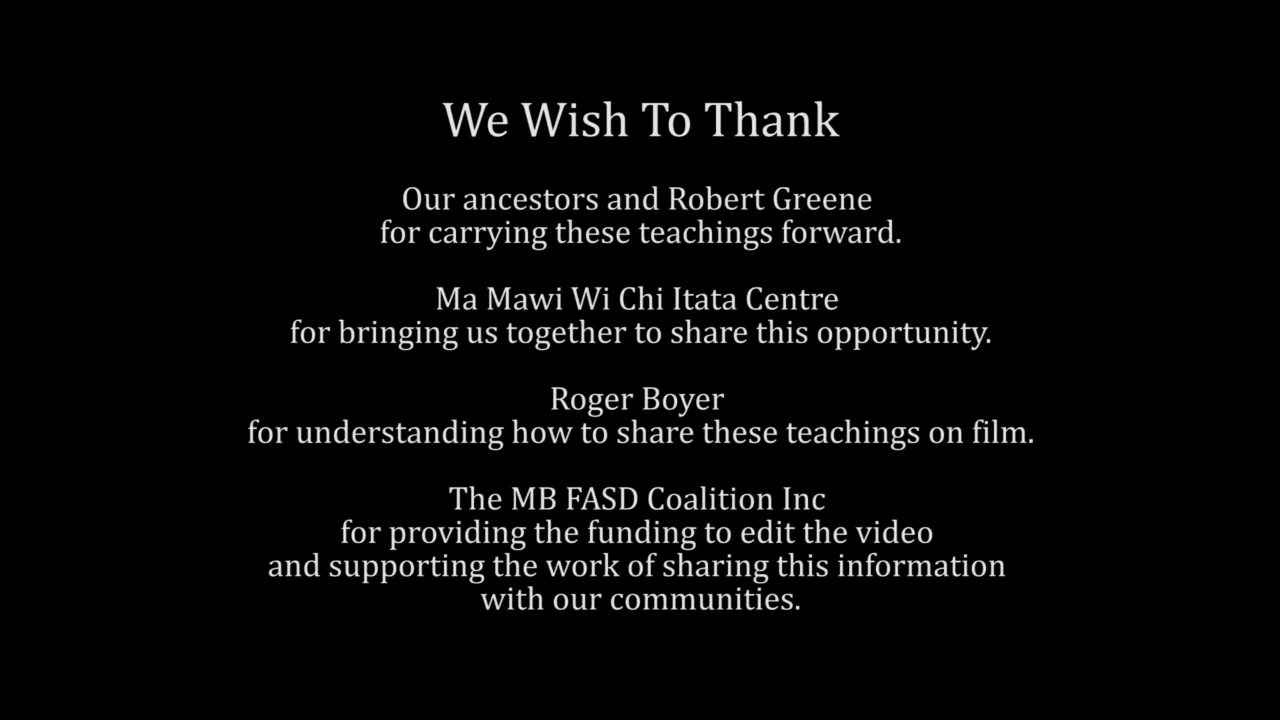 We Wish To Thank
Our ancestors and Robert Greene
for carrying these teachings forward.
Ma Mawi Wi Chi Itata Centre
for bringing us together to share this opportunity.
Roger Boyer
for understanding how to share these teachings on film.
The MB FASD Coalition Inc
for providing the funding to edit the video
and supporting the work of sharing this information
with our communities.